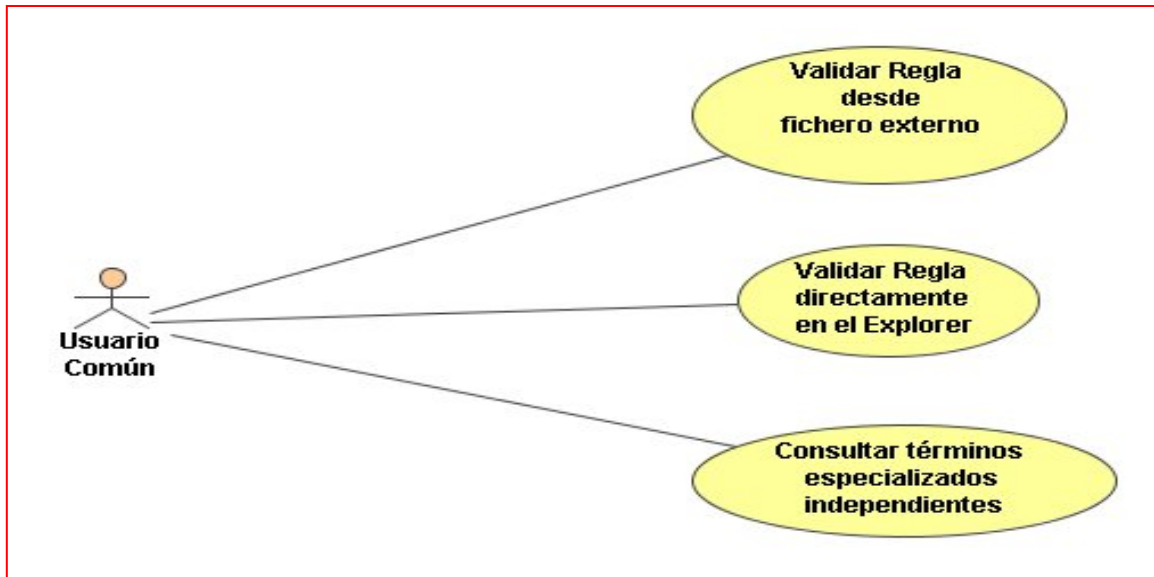 Validar Regla
desde
fichero externo
Validar Regla
directamente
en el Explorer
Usuario
Común
Consultar términos
especializados
independientes